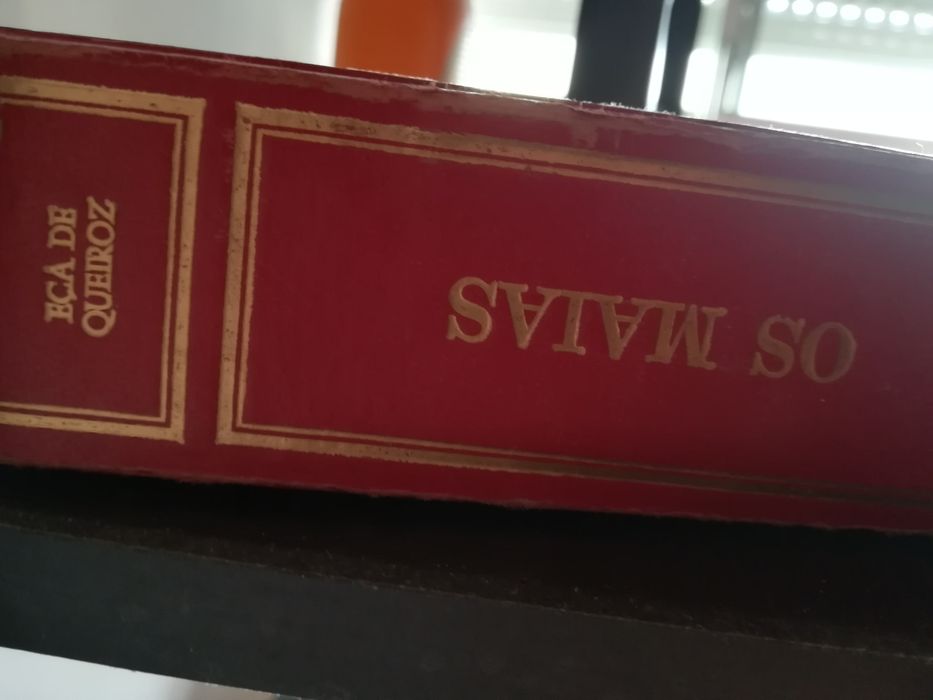 EÇA DE
QUEIROZ
OS MAIAS